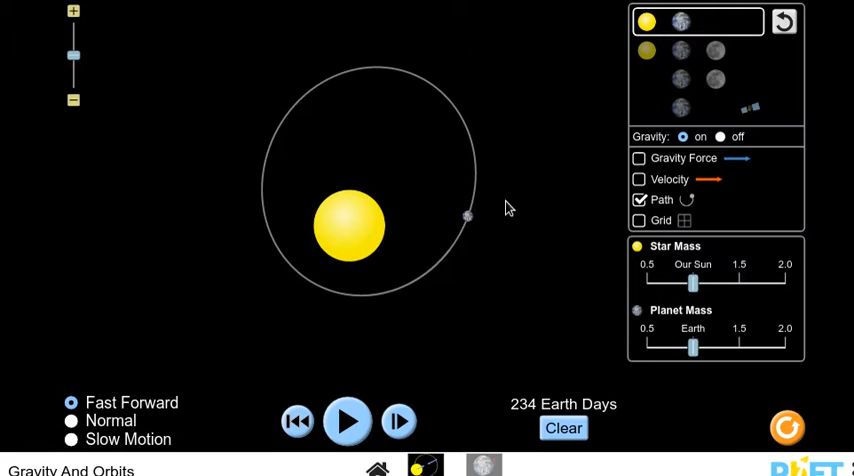 +
−
Gravity: on off
Gravity Force
Velocity
Path
Grid
Star Mass
0.5 Our Sun 1.5 2.0
Planet Mass
0.5 Earth 1.5 2.0
Fast Forward
Normal
Slow Motion
234 Earth Days
Clear
Gravity And Orbits